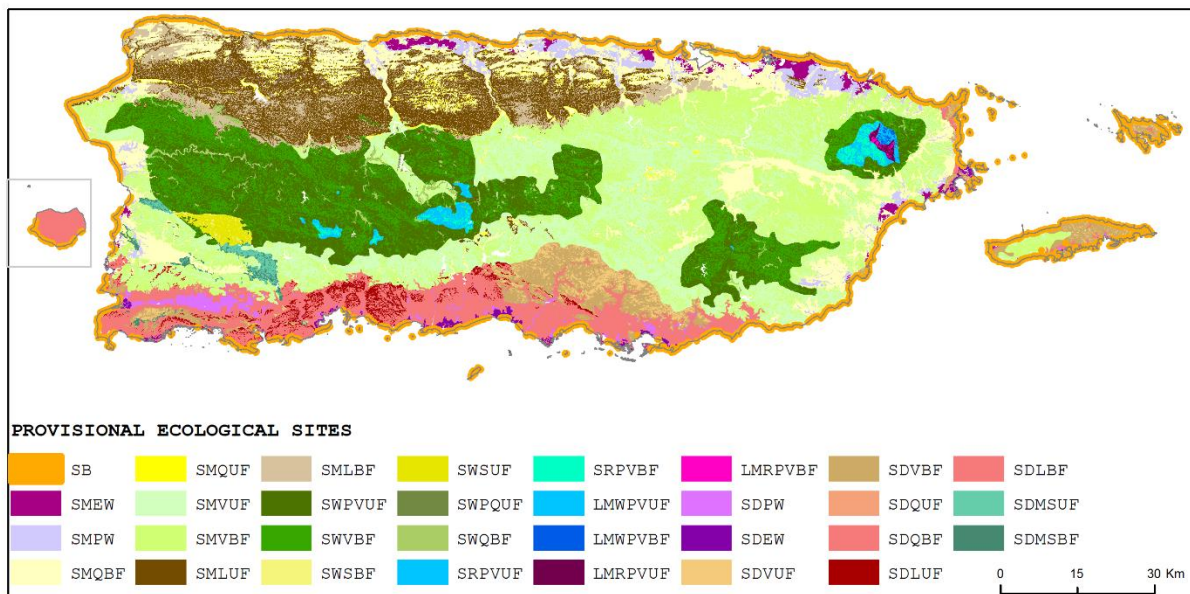 PROVISIONAL ECOLOGICAL SITES
SB SMQUF SMLBF SWSUF SRPVBF LMRPVBF SDVBF SDLBF
SMEW SMVUF SWPVUF SWPQUF LMWPVUF SDPW SDQUF SDMSUF
SMPW SMVBF SWVBF SWQBF LMWPVBF SDEW SDQBF SDMSBF
SMQBF SMLUF SWSBF SRPVUF LMRPVUF SDVUF SDLUF
0 15 30 Km